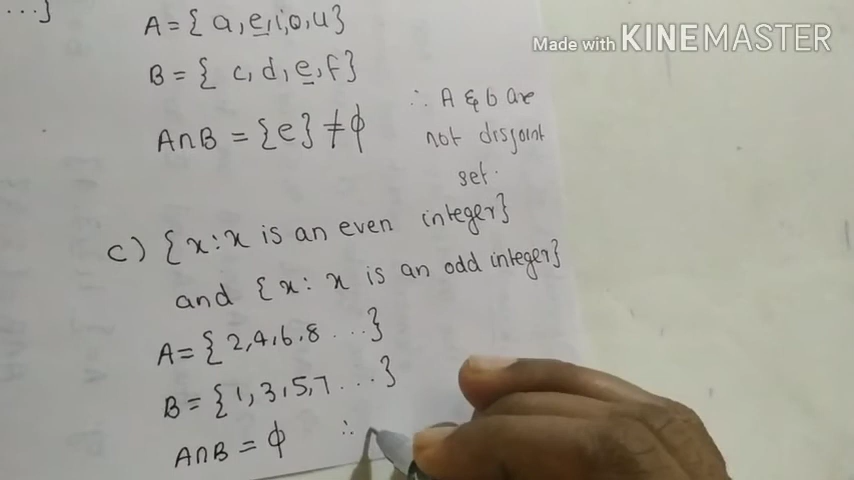 ...}
Made with KINEMASTER
A = { a, e, i, o, u }
B = { c, d, e, f }
A∩B = {e} ≠ ϕ
∴ A & b are
not disjoint
set.
c) { x : x is an even integer}
and { x : x is an odd integer}
A = { 2, 4, 6, 8 ... }
B = { 1, 3, 5, 7 ... }
A∩B = ϕ ∴